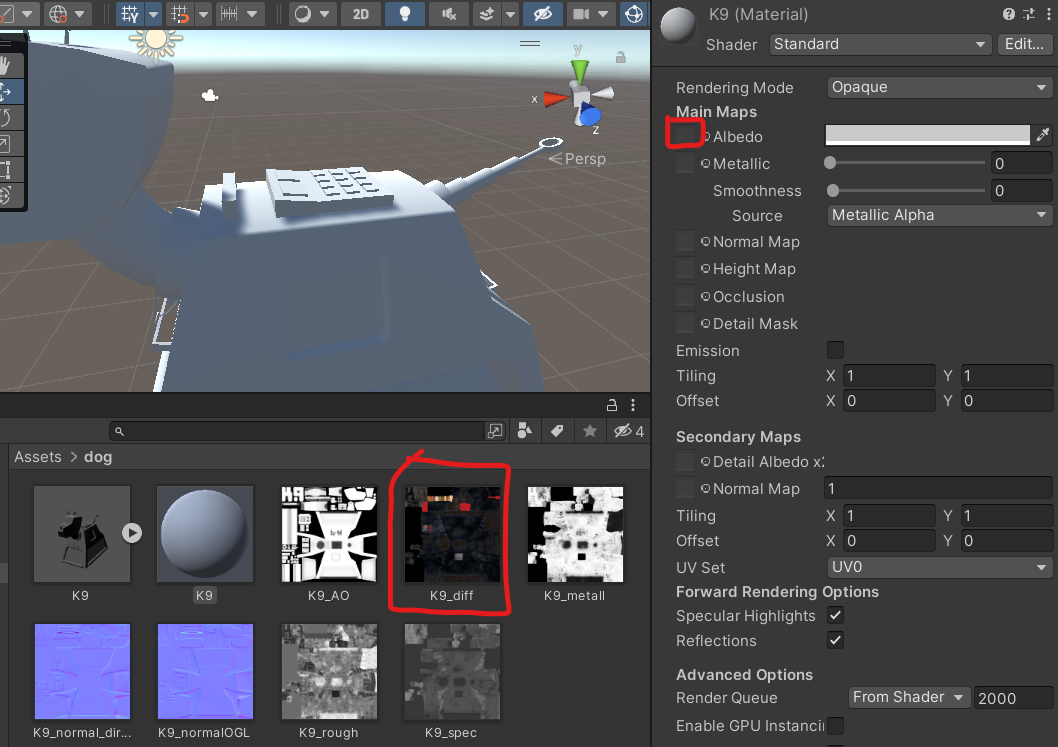 K9 (Material)
Shader Standard Edit...
2D
y
x
z
Persp
Rendering Mode Opaque
Main Maps
Albedo
Metallic 0
Smoothness 0
Source Metallic Alpha
Normal Map
Height Map
Occlusion
Detail Mask
Emission
Tiling X 1 Y 1
Offset X 0 Y 0
Secondary Maps
Detail Albedo x2
Normal Map 1
Tiling X 1 Y 1
Offset X 0 Y 0
UV Set UV0
Forward Rendering Options
Specular Highlights
Reflections
Advanced Options
Render Queue From Shader 2000
Enable GPU Instancin
4
Assets > dog
K9
K9
K9_AO
K9_diff
K9_metall
K9_normal_dir...
K9_normalOGL
K9_rough
K9_spec